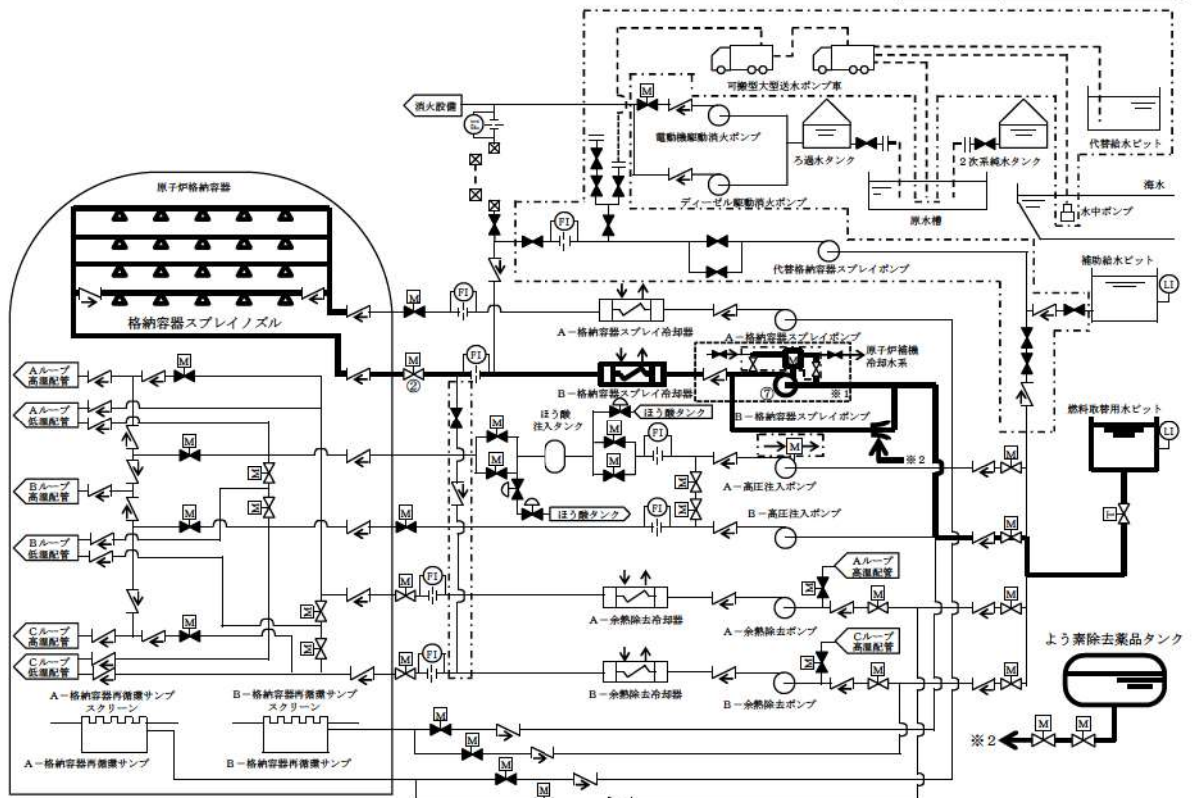 可搬型大型送水ポンプ車
消火設備
M
電動機駆動消火ポンプ
ろ過水タンク
2次系純水タンク
代替給水ピット
海水
ディーゼル駆動消火ポンプ
原水槽
水中ポンプ
原子炉格納容器
FI
代替格納容器スプレイポンプ
補助給水ピット
LI
M
FI
格納容器スプレイノズル
A-格納容器スプレイ冷却器
A-格納容器スプレイポンプ
原子炉補機
冷却水系
M
M
FI
②
⑦
※1
B-格納容器スプレイ冷却器
B-格納容器スプレイポンプ
燃料取替用水ピット
LI
Aループ
高温配管
M
Aループ
低温配管
ほう酸
注入タンク
ほう酸タンク
M
M
FI
M
※2
M
M
M
M
A-高圧注入ポンプ
M
Bループ
高温配管
M
M
M
ほう酸タンク
FI
M
B-高圧注入ポンプ
M
M
T
Bループ
低温配管
Aループ
高温配管
M
FI
M
M
M
M
A-余熱除去冷却器
A-余熱除去ポンプ
Cループ
高温配管
M
M
Cループ
高温配管
よう素除去薬品タンク
Cループ
低温配管
M
FI
M
M
M
B-余熱除去冷却器
B-余熱除去ポンプ
A-格納容器再循環サンプ
スクリーン
B-格納容器再循環サンプ
スクリーン
M
M
M
※2
M
A-格納容器再循環サンプ
B-格納容器再循環サンプ
M
M